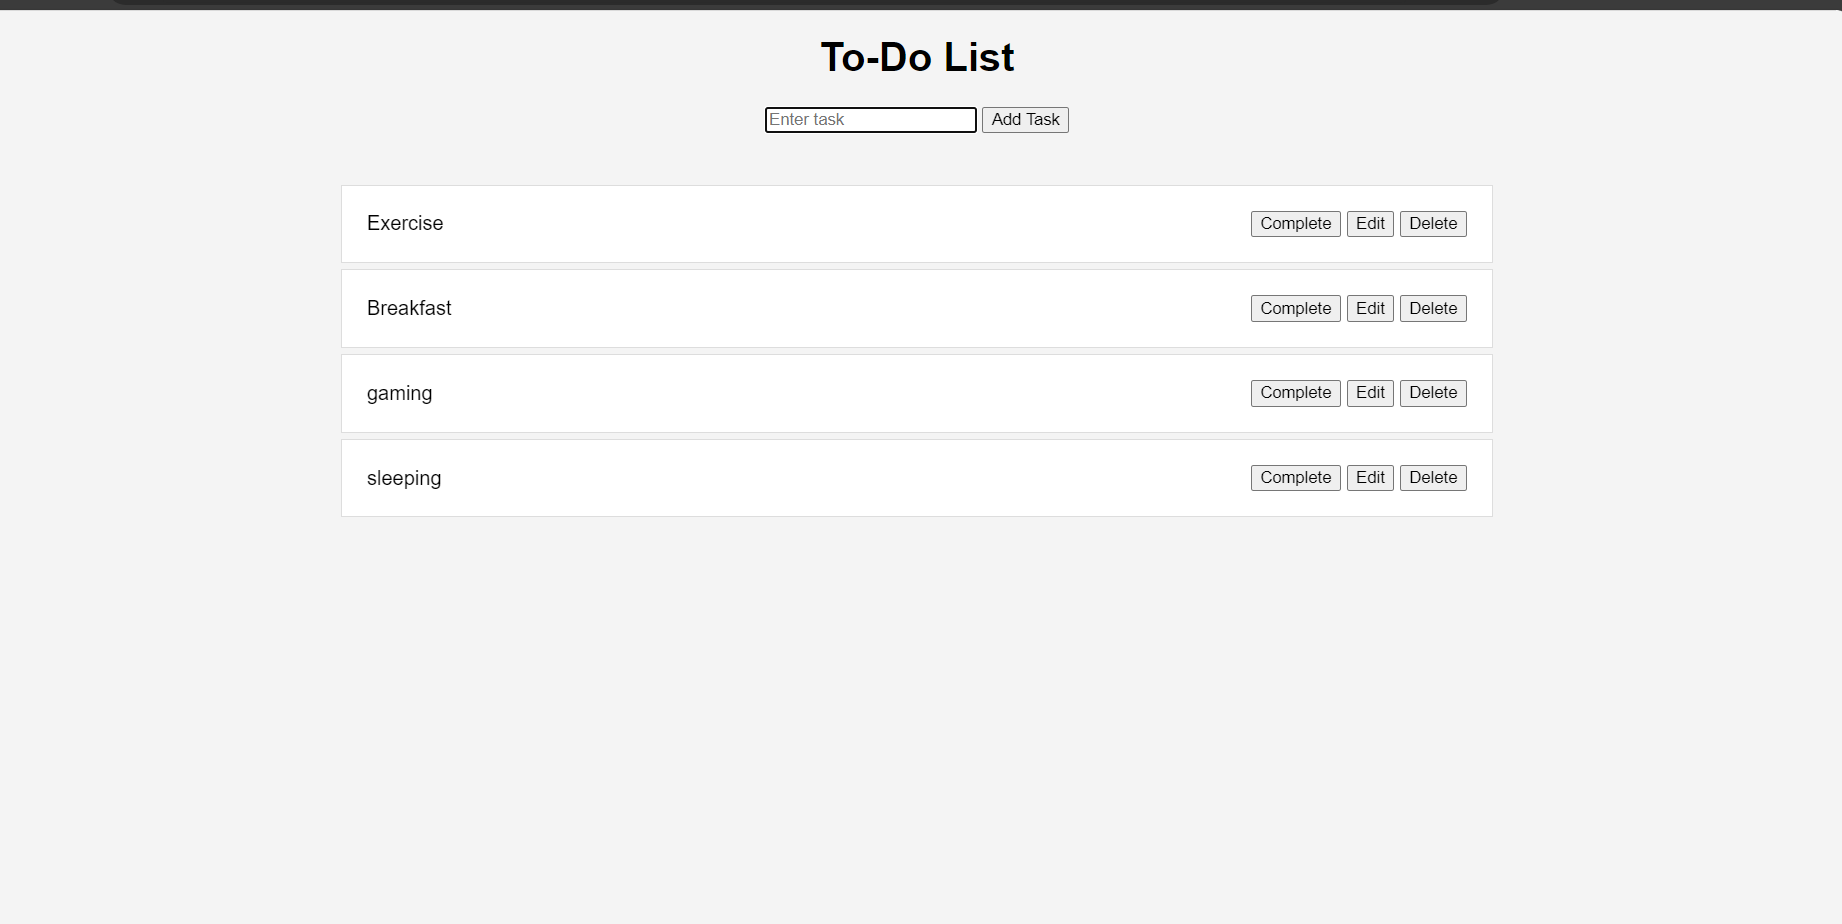 To-Do List
Enter task Add Task
Exercise Complete Edit Delete
Breakfast Complete Edit Delete
gaming Complete Edit Delete
sleeping Complete Edit Delete